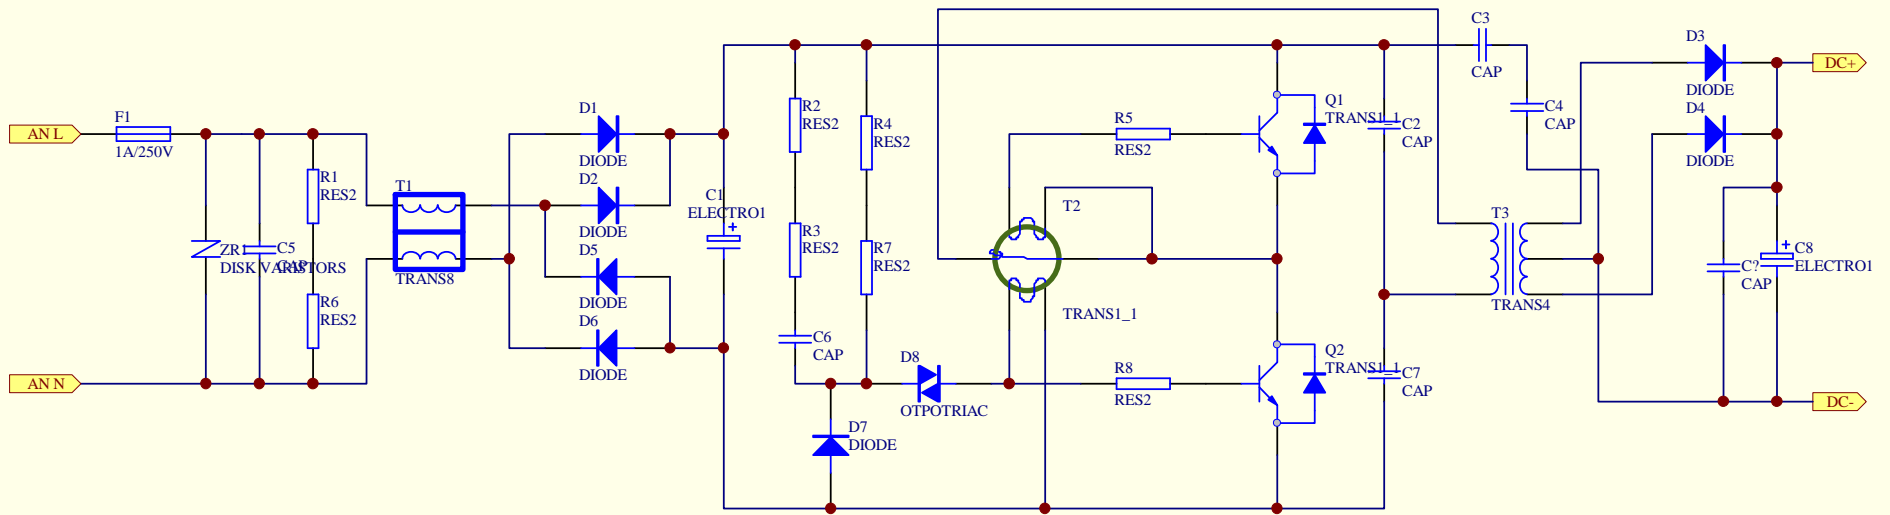 AN L
F1
1A/250V
ZR1
DISK VARISTORS
C5
CAP
R1
RES2
R6
RES2
AN N
T1
TRANS8
D1
DIODE
D2
DIODE
D5
DIODE
D6
DIODE
C1
ELECTRO1
+
R2
RES2
R3
RES2
C6
CAP
R4
RES2
R7
RES2
D8
OTPOTRIAC
D7
DIODE
R5
RES2
T2
TRANS1_1
R8
RES2
Q1
TRANS1_1
C2
CAP
Q2
TRANS1_1
C7
CAP
C3
CAP
C4
CAP
T3
TRANS4
D3
DIODE
D4
DIODE
C?
CAP
+
C8
ELECTRO1
DC+
DC-